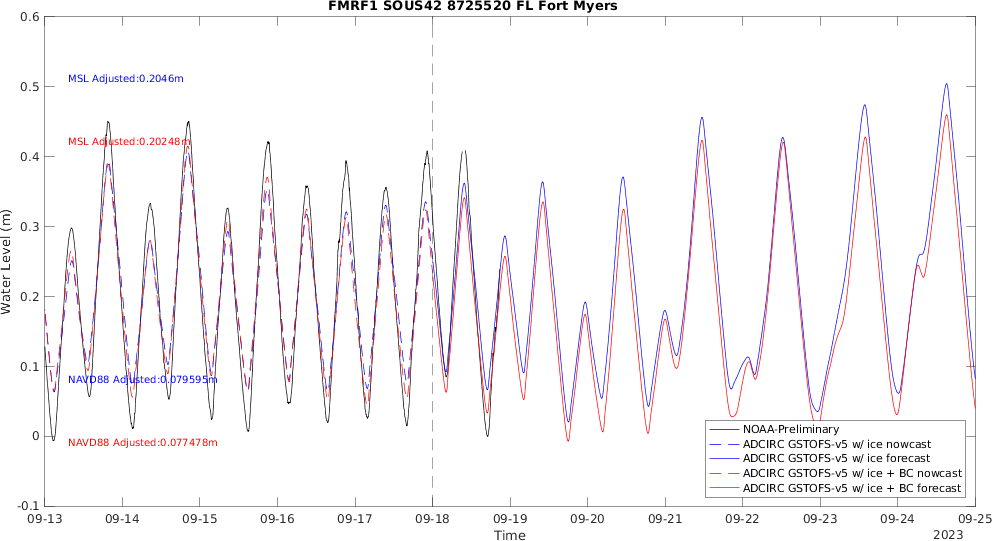 FMRF1 SOUS42 8725520 FL Fort Myers
0.6
0.5
0.4
0.3
0.2
0.1
0
-0.1
Water Level (m)
MSL Adjusted:0.2046m
MSL Adjusted:0.20248m
NAVD88 Adjusted:0.079595m
NAVD88 Adjusted:0.077478m
NOAA-Preliminary
ADCIRC GSTOFS-v5 w/ ice nowcast
ADCIRC GSTOFS-v5 w/ ice forecast
ADCIRC GSTOFS-v5 w/ ice + BC nowcast
ADCIRC GSTOFS-v5 w/ ice + BC forecast
09-13 09-14 09-15 09-16 09-17 09-18 09-19 09-20 09-21 09-22 09-23 09-24 09-25
Time
2023